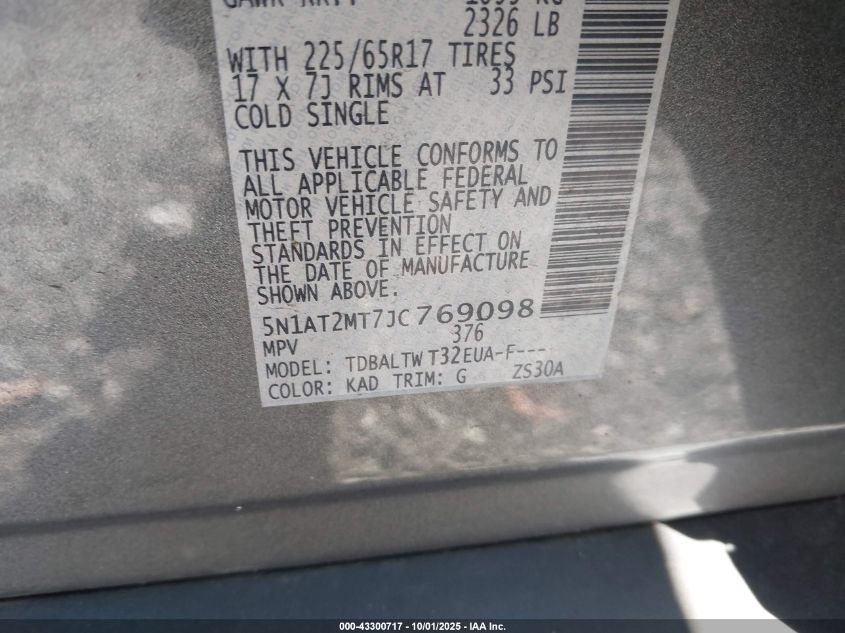 GAWR RR:
2326 LB
WITH 225/65R17 TIRES
17 X 7J RIMS AT 33 PSI
COLD SINGLE
THIS VEHICLE CONFORMS TO
ALL APPLICABLE FEDERAL
MOTOR VEHICLE SAFETY AND
THEFT PREVENTION
STANDARDS IN EFFECT ON
THE DATE OF MANUFACTURE
SHOWN ABOVE.
5N1AT2MT7JC769098
MPV 376
MODEL: TDBALTW T32EUA-F---
COLOR: KAD TRIM: G ZS30A
000-43300717 - 10/01/2025 - IAA Inc.